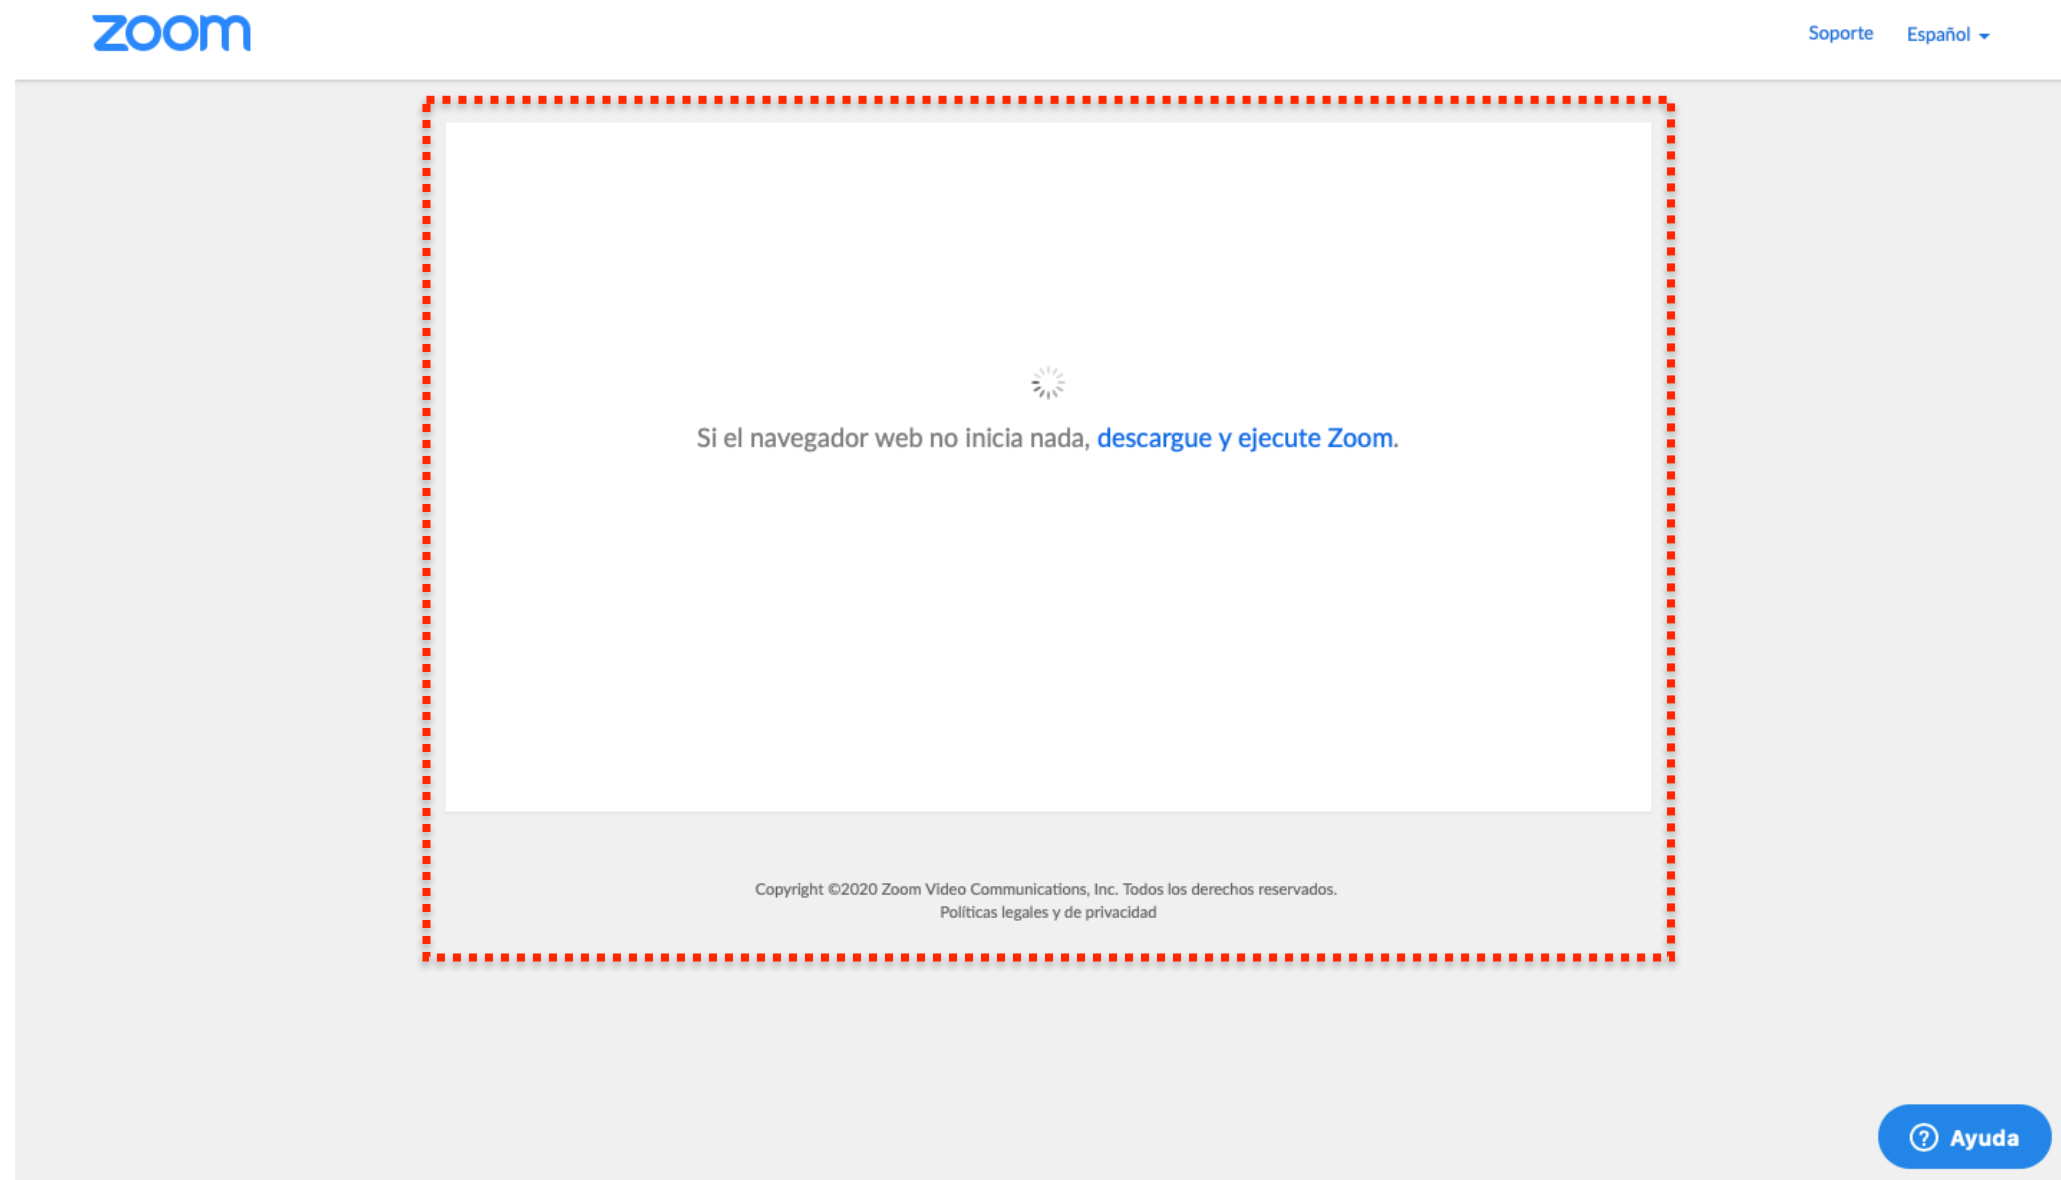 zoom
Soporte Español
Si el navegador web no inicia nada, descargue y ejecute Zoom.
Copyright ©2020 Zoom Video Communications, Inc. Todos los derechos reservados.
Políticas legales y de privacidad
Ayuda